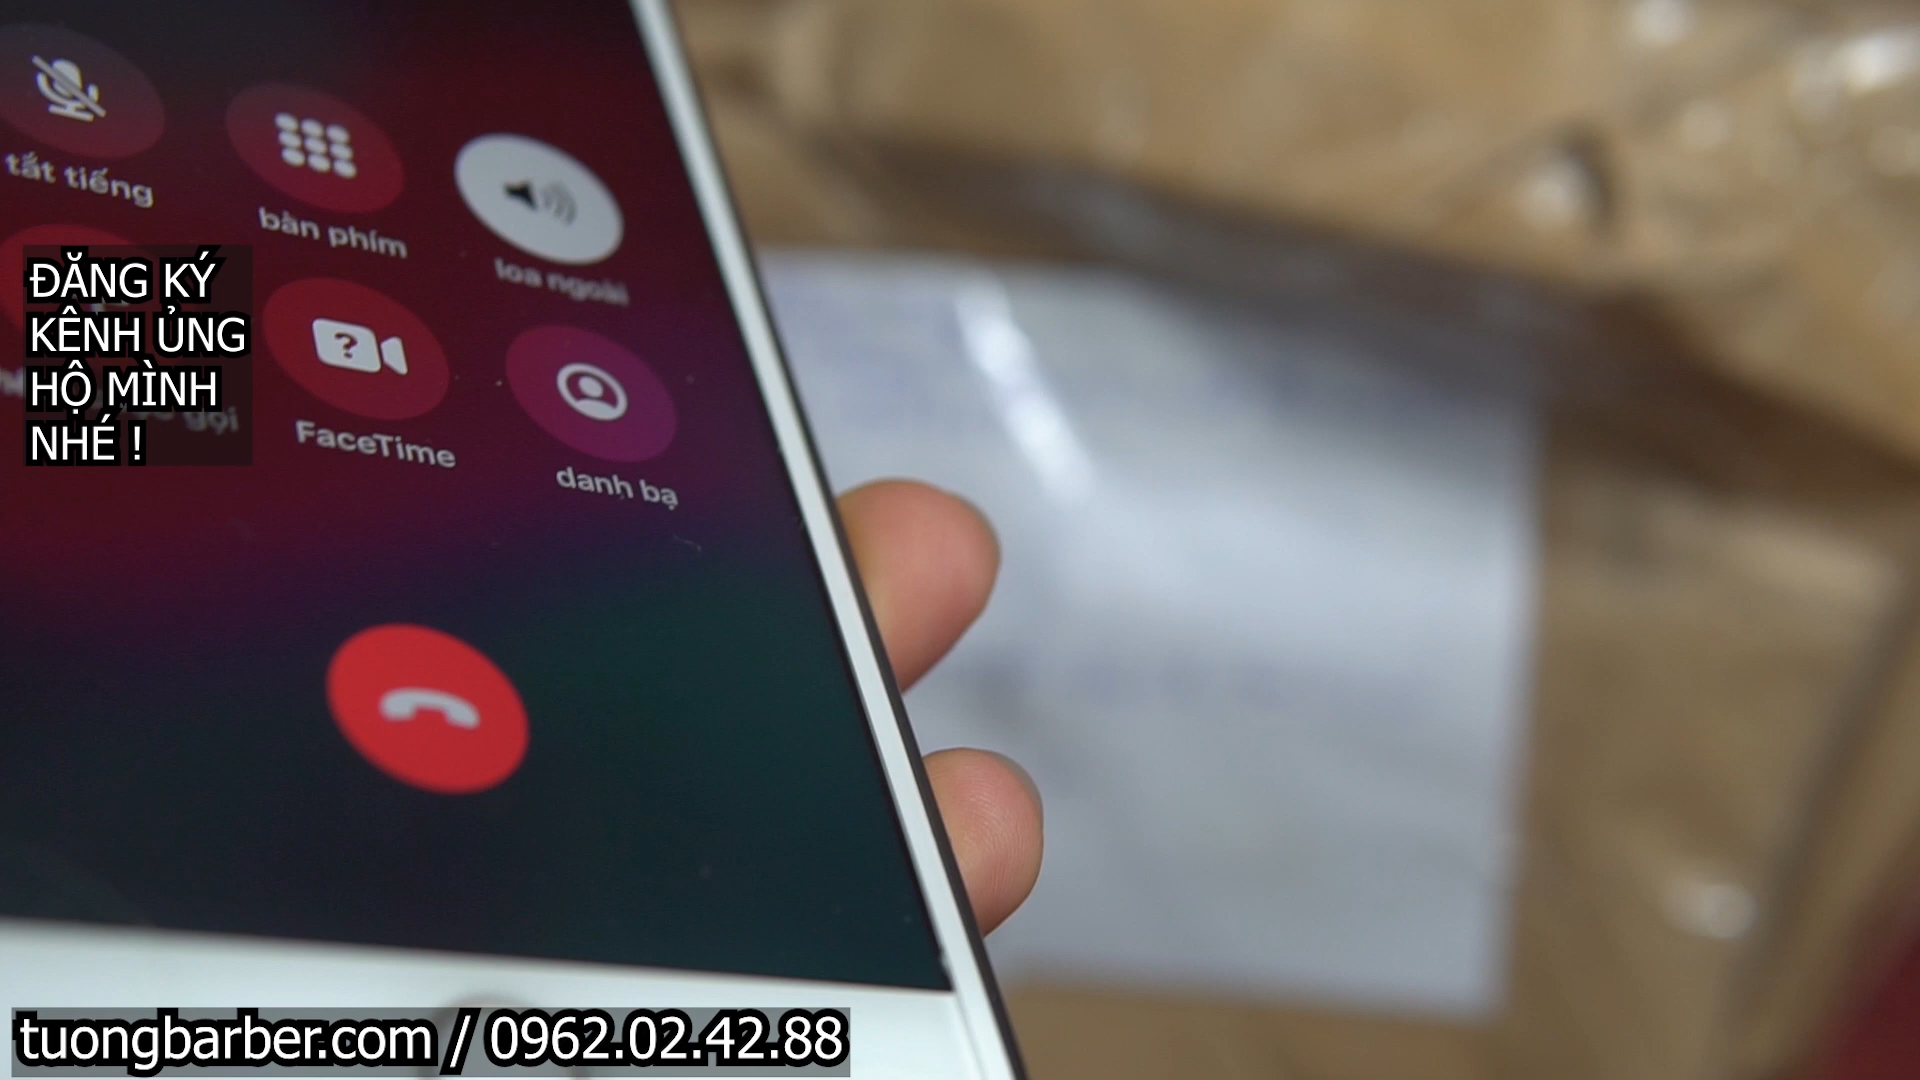 tắt tiếng
bàn phím
loa ngoài
ĐĂNG KÝ
KÊNH ỦNG
HỘ MÌNH
NHÉ !
gọi
FaceTime
danh bạ
tuongbarber.com / 0962.02.42.88